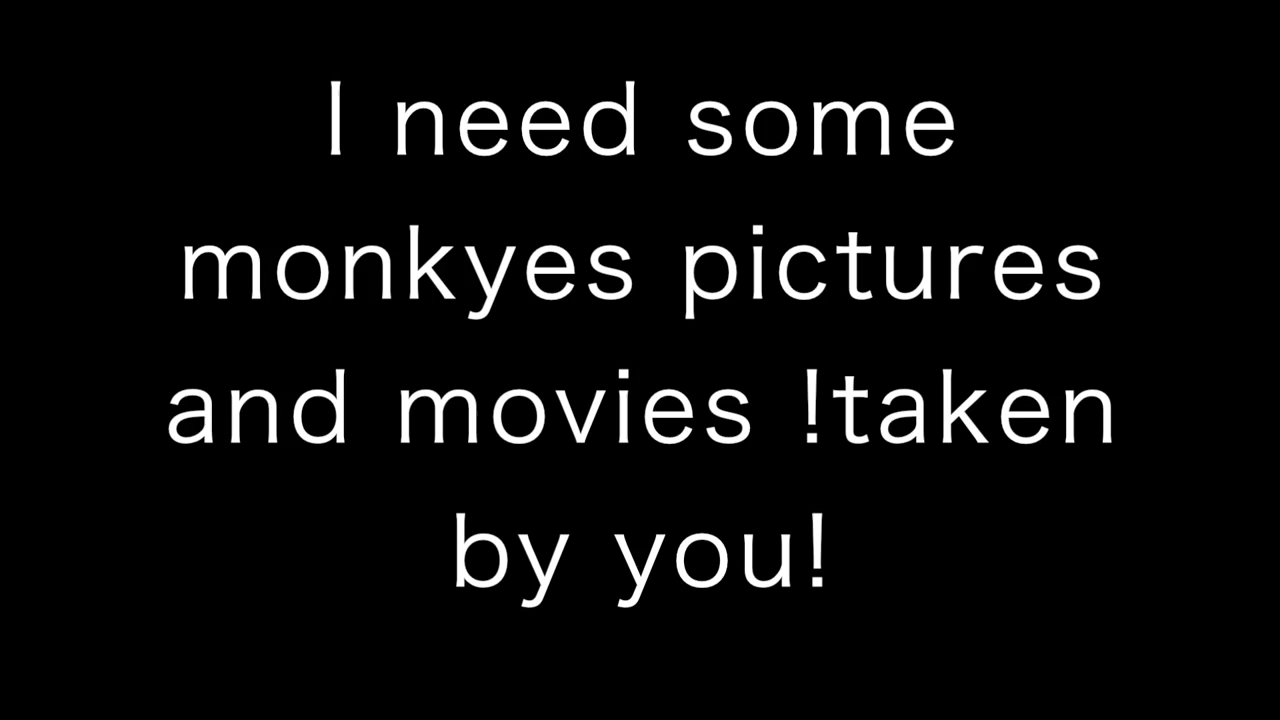 I need some
monkyes pictures
and movies !taken
by you!